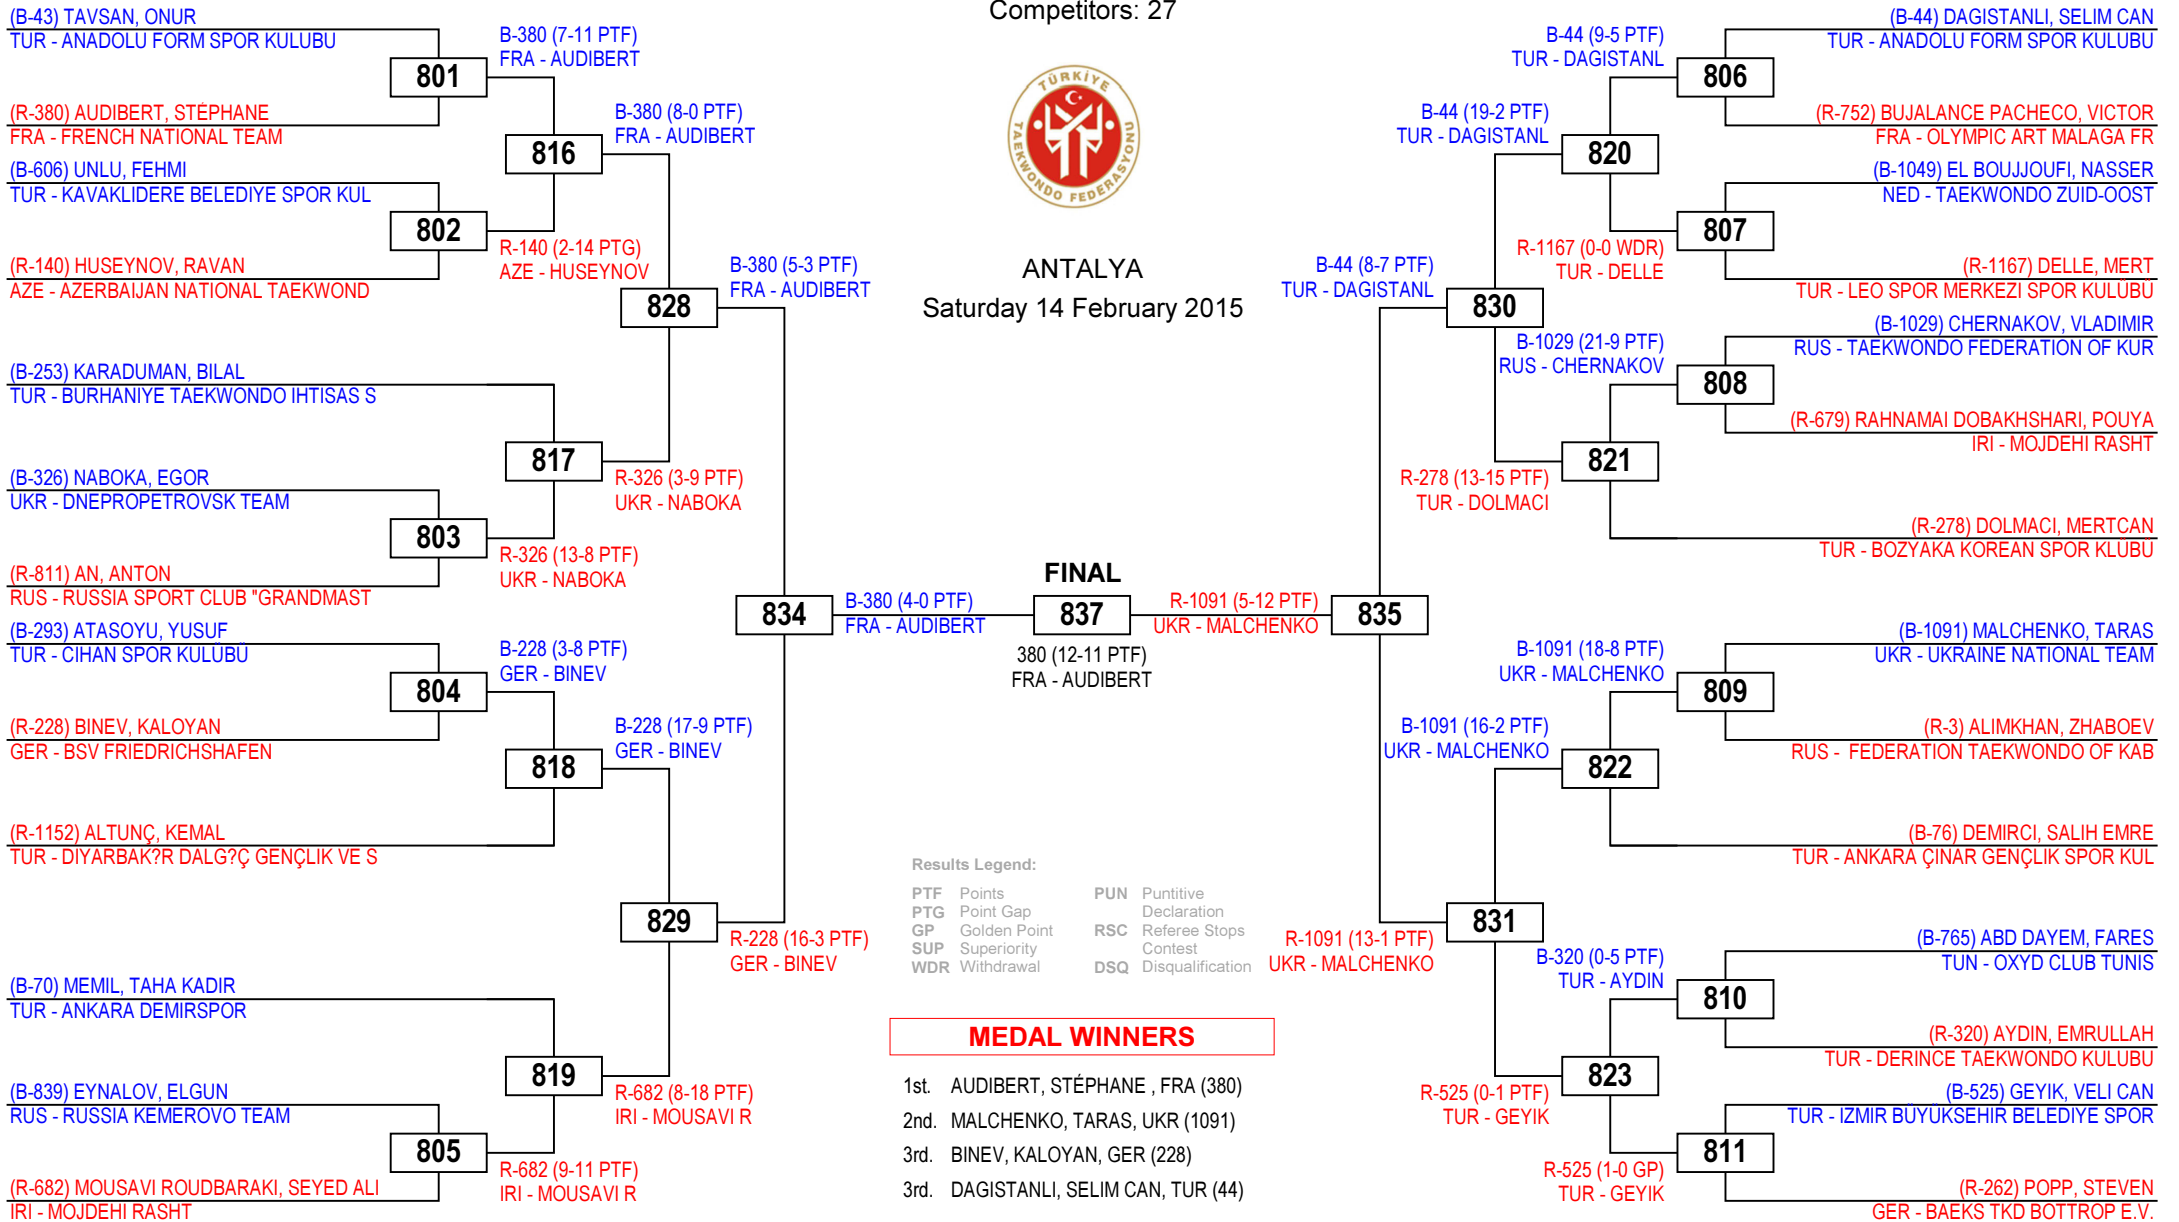 Competitors: 27
TÜRKİYE
TAEKWONDO FEDERASYONU
ANTALYA
Saturday 14 February 2015
(B-43) TAVSAN, ONUR
TUR - ANADOLU FORM SPOR KULUBU
801
(R-380) AUDIBERT, STÉPHANE
FRA - FRENCH NATIONAL TEAM
(B-606) UNLU, FEHMI
TUR - KAVAKLIDERE BELEDIYE SPOR KUL
802
(R-140) HUSEYNOV, RAVAN
AZE - AZERBAIJAN NATIONAL TAEKWOND
(B-253) KARADUMAN, BILAL
TUR - BURHANIYE TAEKWONDO IHTISAS S
(B-326) NABOKA, EGOR
UKR - DNEPROPETROVSK TEAM
803
(R-811) AN, ANTON
RUS - RUSSIA SPORT CLUB "GRANDMAST
(B-293) ATASOYU, YUSUF
TUR - CIHAN SPOR KULÜBÜ
804
(R-228) BINEV, KALOYAN
GER - BSV FRIEDRICHSHAFEN
(R-1152) ALTUNÇ, KEMAL
TUR - DIYARBAK?R DALG?Ç GENÇLIK VE S
(B-70) MEMIL, TAHA KADIR
TUR - ANKARA DEMIRSPOR
(B-839) EYNALOV, ELGUN
RUS - RUSSIA KEMEROVO TEAM
805
(R-682) MOUSAVI ROUDBARAKI, SEYED ALI
IRI - MOJDEHI RASHT
B-380 (7-11 PTF)
FRA - AUDIBERT
816
R-140 (2-14 PTG)
AZE - HUSEYNOV
817
R-326 (13-8 PTF)
UKR - NABOKA
B-228 (3-8 PTF)
GER - BINEV
818
819
R-682 (9-11 PTF)
IRI - MOUSAVI R
B-380 (8-0 PTF)
FRA - AUDIBERT
828
R-326 (3-9 PTF)
UKR - NABOKA
B-228 (17-9 PTF)
GER - BINEV
829
R-682 (8-18 PTF)
IRI - MOUSAVI R
B-380 (5-3 PTF)
FRA - AUDIBERT
834
R-228 (16-3 PTF)
GER - BINEV
B-380 (4-0 PTF)
FRA - AUDIBERT
FINAL
837
380 (12-11 PTF)
FRA - AUDIBERT
R-1091 (5-12 PTF)
UKR - MALCHENKO
835
B-44 (8-7 PTF)
TUR - DAGISTANL
R-1091 (13-1 PTF)
UKR - MALCHENKO
B-44 (19-2 PTF)
TUR - DAGISTANL
830
R-278 (13-15 PTF)
TUR - DOLMACI
B-1091 (16-2 PTF)
UKR - MALCHENKO
831
R-525 (0-1 PTF)
TUR - GEYIK
B-44 (9-5 PTF)
TUR - DAGISTANL
820
R-1167 (0-0 WDR)
TUR - DELLE
B-1029 (21-9 PTF)
RUS - CHERNAKOV
821
B-1091 (18-8 PTF)
UKR - MALCHENKO
822
B-320 (0-5 PTF)
TUR - AYDIN
823
R-525 (1-0 GP)
TUR - GEYIK
(B-44) DAGISTANLI, SELIM CAN
TUR - ANADOLU FORM SPOR KULUBU
806
(R-752) BUJALANCE PACHECO, VICTOR
FRA - OLYMPIC ART MALAGA FR
(B-1049) EL BOUJJOUFI, NASSER
NED - TAEKWONDO ZUID-OOST
807
(R-1167) DELLE, MERT
TUR - LEO SPOR MERKEZI SPOR KULÜBÜ
(B-1029) CHERNAKOV, VLADIMIR
RUS - TAEKWONDO FEDERATION OF KUR
808
(R-679) RAHNAMAI DOBAKHSHARI, POUYA
IRI - MOJDEHI RASHT
(R-278) DOLMACI, MERTCAN
TUR - BOZYAKA KOREAN SPOR KLÜBÜ
(B-1091) MALCHENKO, TARAS
UKR - UKRAINE NATIONAL TEAM
809
(R-3) ALIMKHAN, ZHABOEV
RUS - FEDERATION TAEKWONDO OF KAB
(B-76) DEMIRCI, SALIH EMRE
TUR - ANKARA ÇINAR GENÇLIK SPOR KUL
(B-765) ABD DAYEM, FARES
TUN - OXYD CLUB TUNIS
810
(R-320) AYDIN, EMRULLAH
TUR - DERINCE TAEKWONDO KULUBU
(B-525) GEYIK, VELI CAN
TUR - IZMIR BÜYÜKSEHIR BELEDIYE SPOR
811
(R-262) POPP, STEVEN
GER - BAEKS TKD BOTTROP E.V.
Results Legend:
PTF Points
PTG Point Gap
GP Golden Point
SUP Superiority
WDR Withdrawal
PUN Puntitive
Declaration
RSC Referee Stops
Contest
DSQ Disqualification
MEDAL WINNERS
1st. AUDIBERT, STÉPHANE , FRA (380)
2nd. MALCHENKO, TARAS, UKR (1091)
3rd. BINEV, KALOYAN, GER (228)
3rd. DAGISTANLI, SELIM CAN, TUR (44)